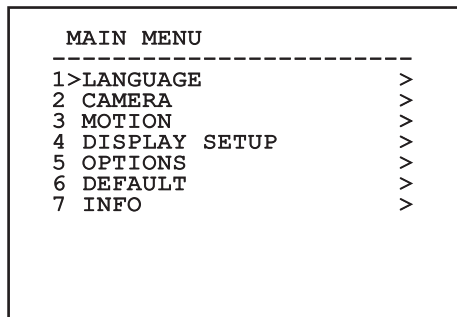 MAIN MENU
------------------------
1>LANGUAGE >
2 CAMERA >
3 MOTION >
4 DISPLAY SETUP >
5 OPTIONS >
6 DEFAULT >
7 INFO >